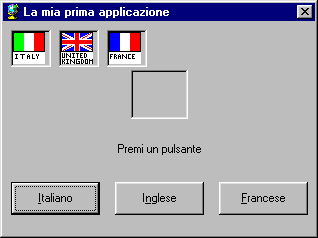 La mia prima applicazione
ITALY
UNITED
KINGDOM
FRANCE
Premi un pulsante
Italiano
Inglese
Francese